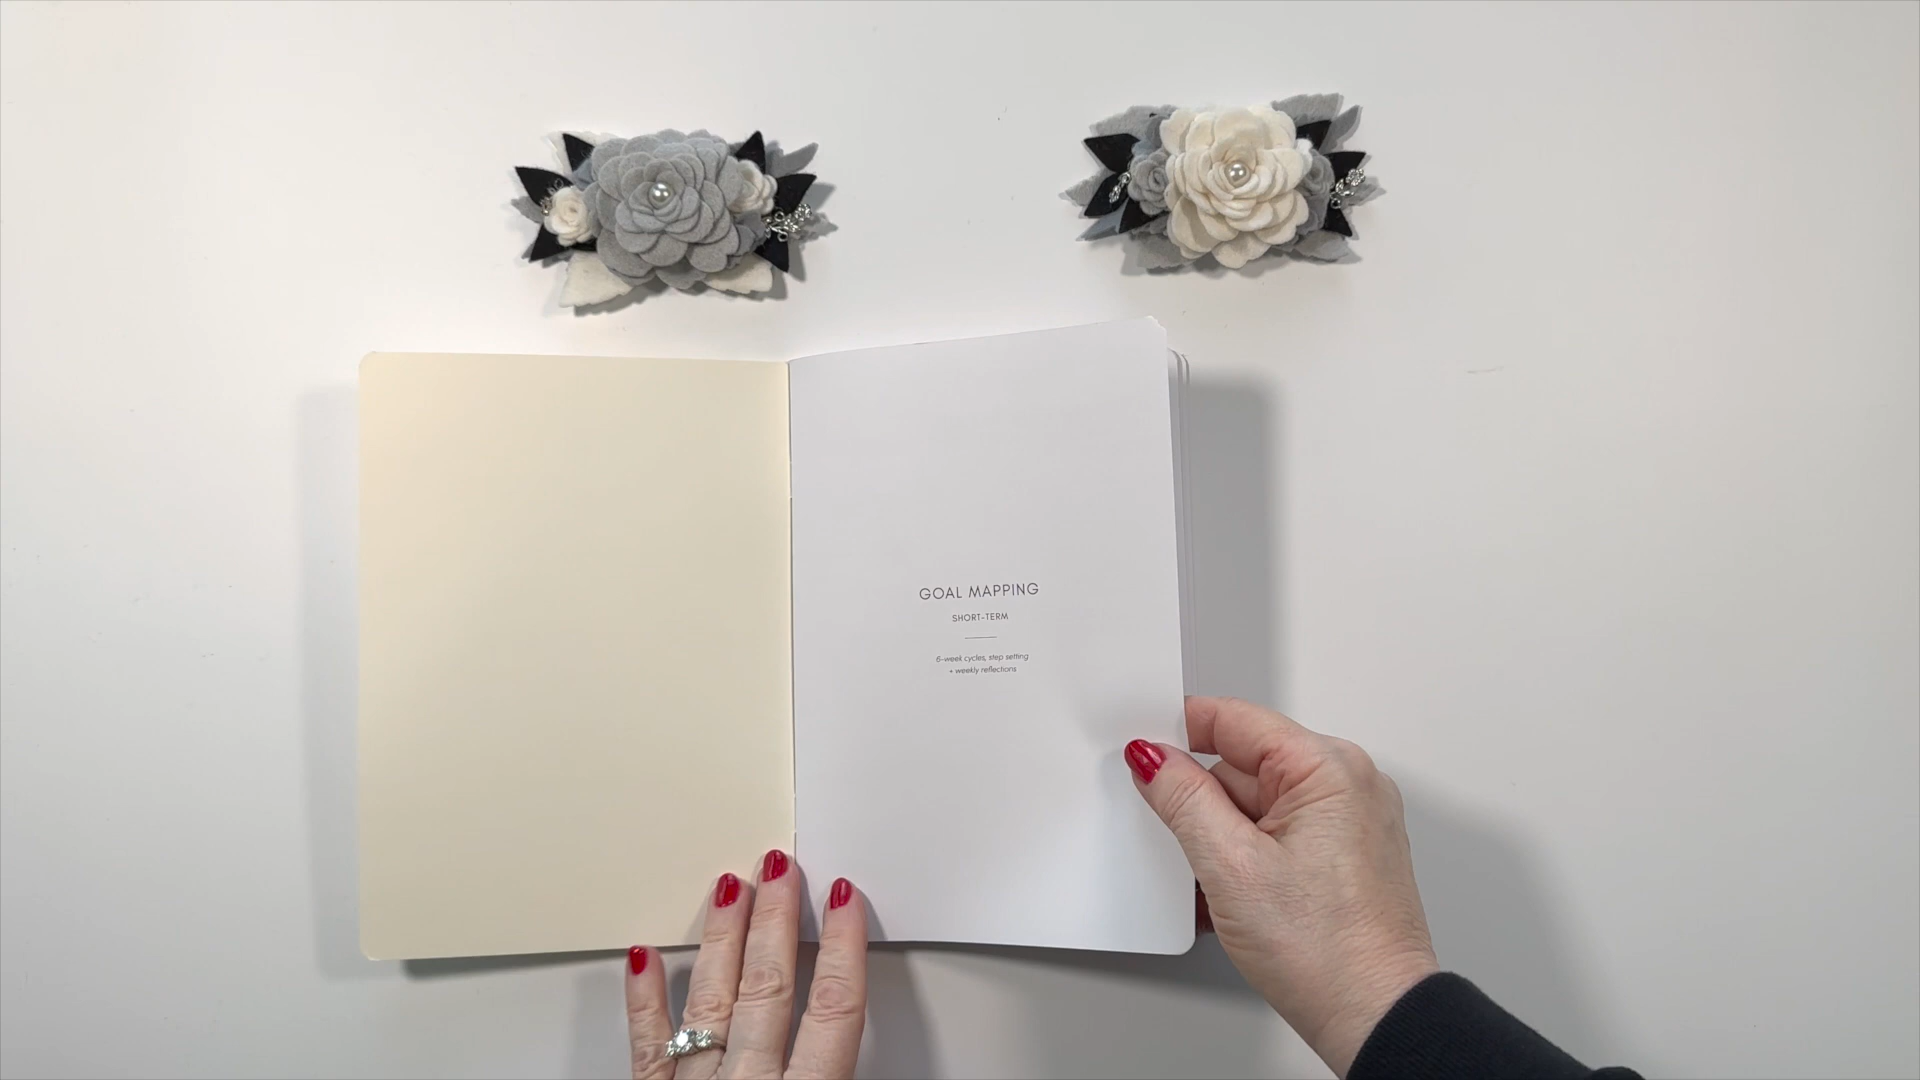 GOAL MAPPING
SHORT-TERM
6-week cycles, step setting
+ weekly reflections